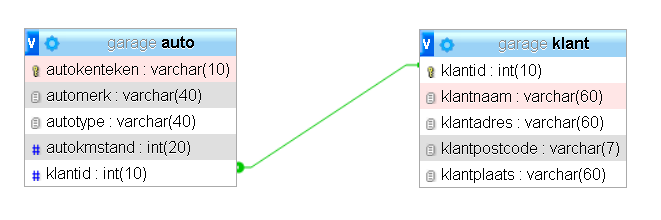 V garage auto
autokenteken : varchar(10)
automerk : varchar(40)
autotype : varchar(40)
# autokmstand : int(20)
# klantid : int(10)
V garage klant
klantid : int(10)
klantnaam : varchar(60)
klantadres : varchar(60)
klantpostcode : varchar(7)
klantplaats : varchar(60)